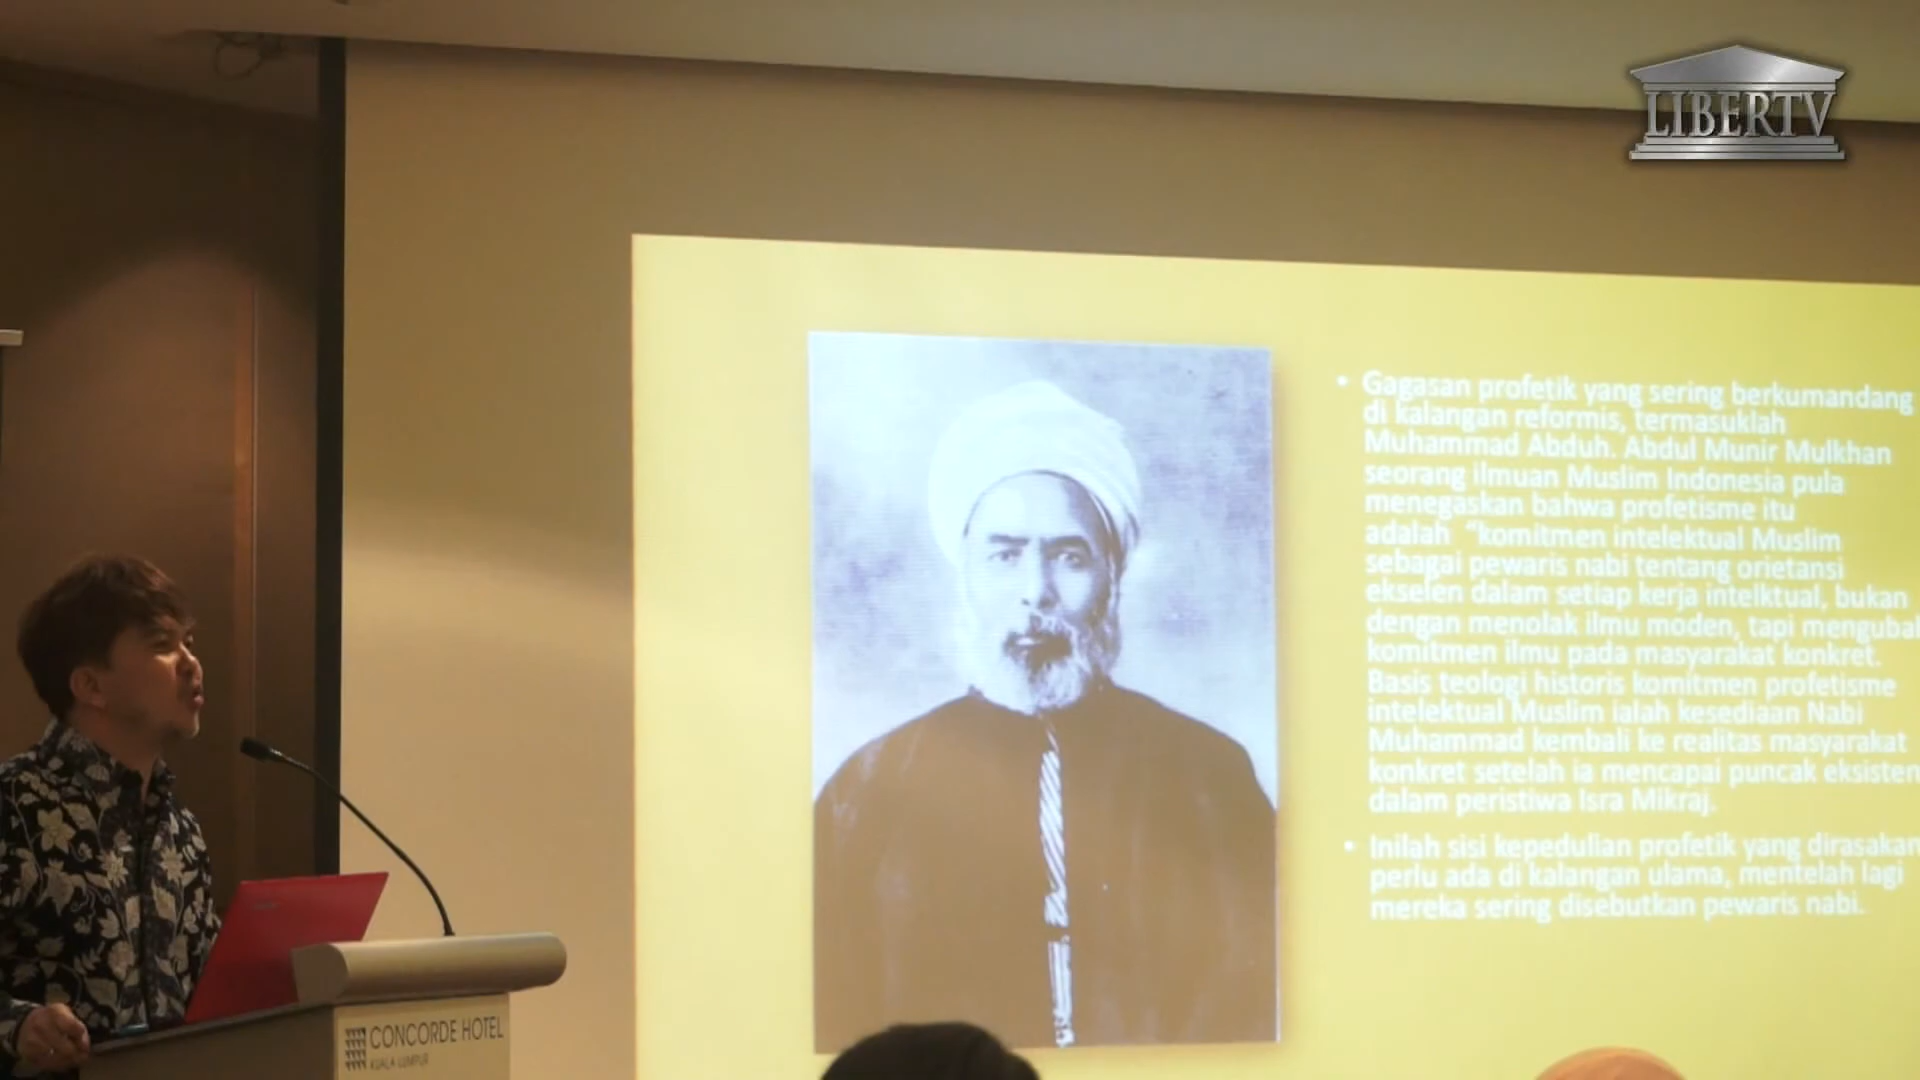 LIBERTV
• Gagasan profetik yang sering berkumandang
di kalangan reformis, termasuklah
Muhammad Abduh. Abdul Munir Mulkhan
seorang ilmuan Muslim Indonesia pula
menegaskan bahwa profetisme itu
adalah "komitmen intelektual Muslim
sebagai pewaris nabi tentang orietansi
ekselen dalam setiap kerja intelktual, bukan
dengan menolak ilmu moden, tapi
komitmen ilmu pada masyarakat konkret.
Basis teologi historis komitmen profetisme
intelektual Muslim ialah kesediaan Nabi
Muhammad kembali ke realitas masyarakat
konkret setelah ia mencapai puncak
dalam peristiwa Isra Mikraj.
• Inilah sisi kepedulian profetik yang dirasakan
perlu ada di kalangan ulama, mentelah lagi
mereka sering disebutkan pewaris nabi.
CONCORDE HOTEL
KUALA LUMPUR